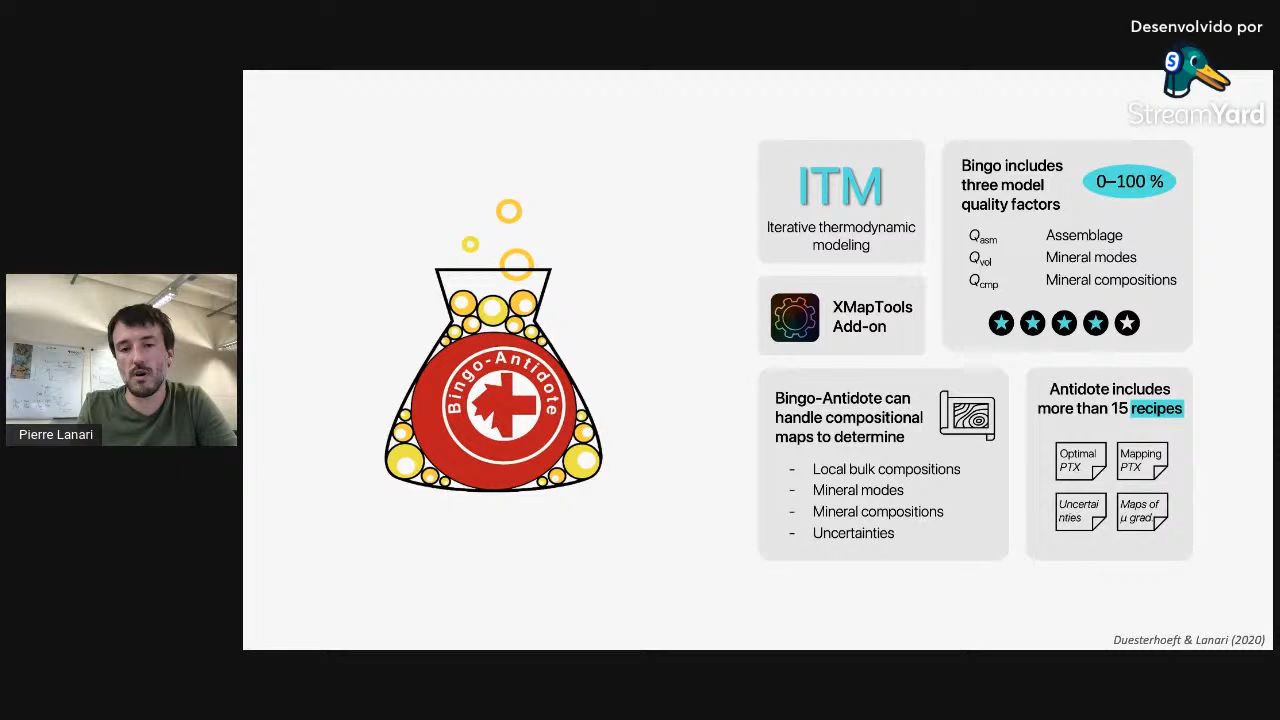 Desenvolvido por
StreamYard
ITM
Iterative thermodynamic
modeling
Bingo includes
three model
quality factors
0–100 %
Qasm Assemblage
Qvol Mineral modes
Qcmp Mineral compositions
XMapTools
Add-on
Bingo-Antidote
Bingo-Antidote can
handle compositional
maps to determine
- Local bulk compositions
- Mineral modes
- Mineral compositions
- Uncertainties
Antidote includes
more than 15 recipes
Optimal
PTX
Mapping
PTX
Uncertai
nties
Maps of
μ grad.
Pierre Lanari
Duesterhoeft & Lanari (2020)